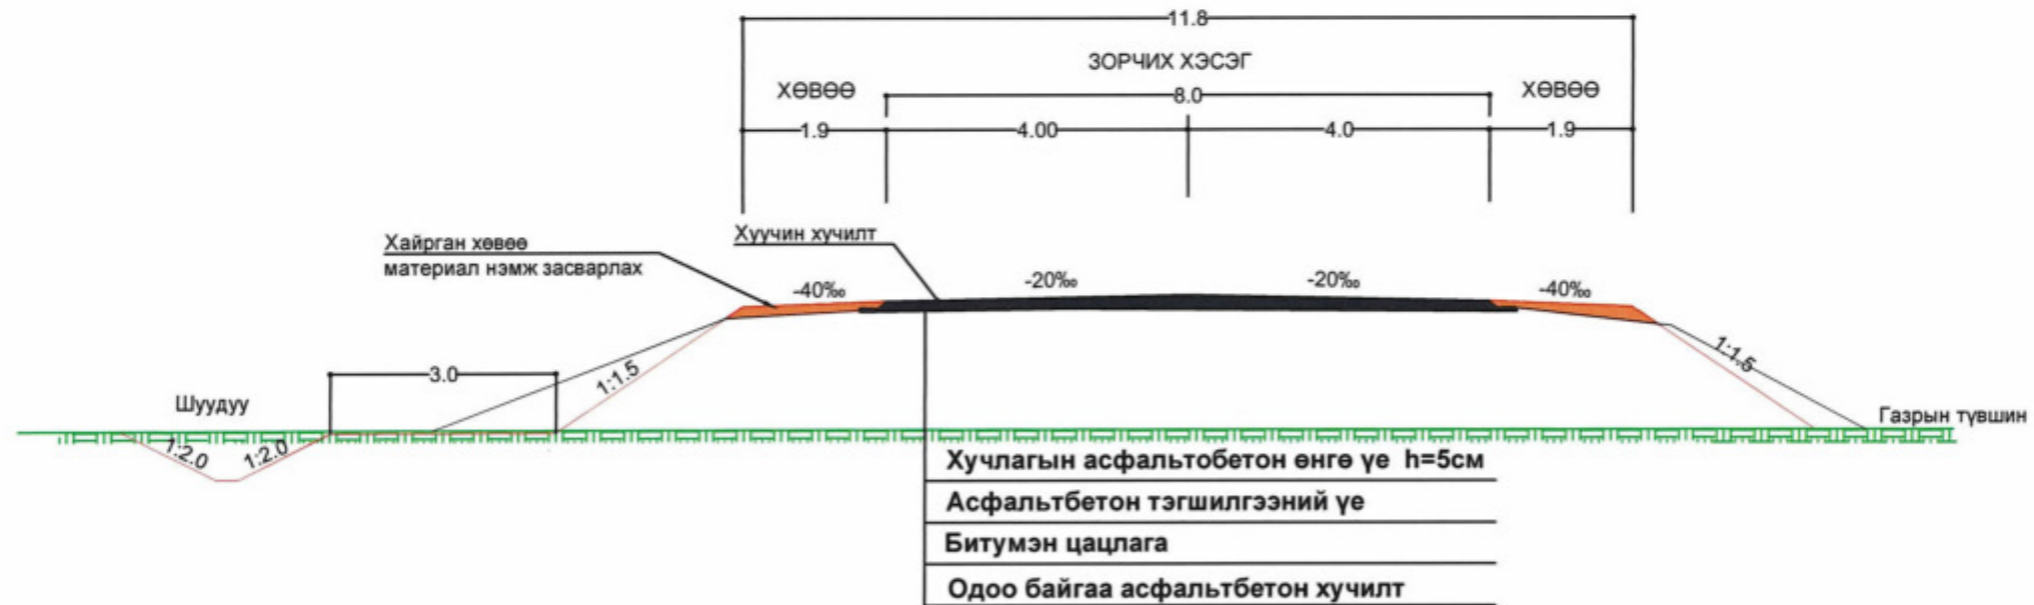 11.8
ЗОРЧИХ ХЭСЭГ
ХӨВӨӨ
8.0
ХӨВӨӨ
1.9
4.00
4.0
1.9
Хайрган хөвөө
материал нэмж засварлах
Хуучин хучилт
-40‰
-20‰
-20‰
-40‰
3.0
1:1.5
1:1.5
Шуудуу
Газрын түвшин
1:2.0
1:2.0
Хучлагын асфальтобетон өнгө үе h=5см
Асфальтбетон тэгшилгээний үе
Битумэн цацлага
Одоо байгаа асфальтбетон хучилт